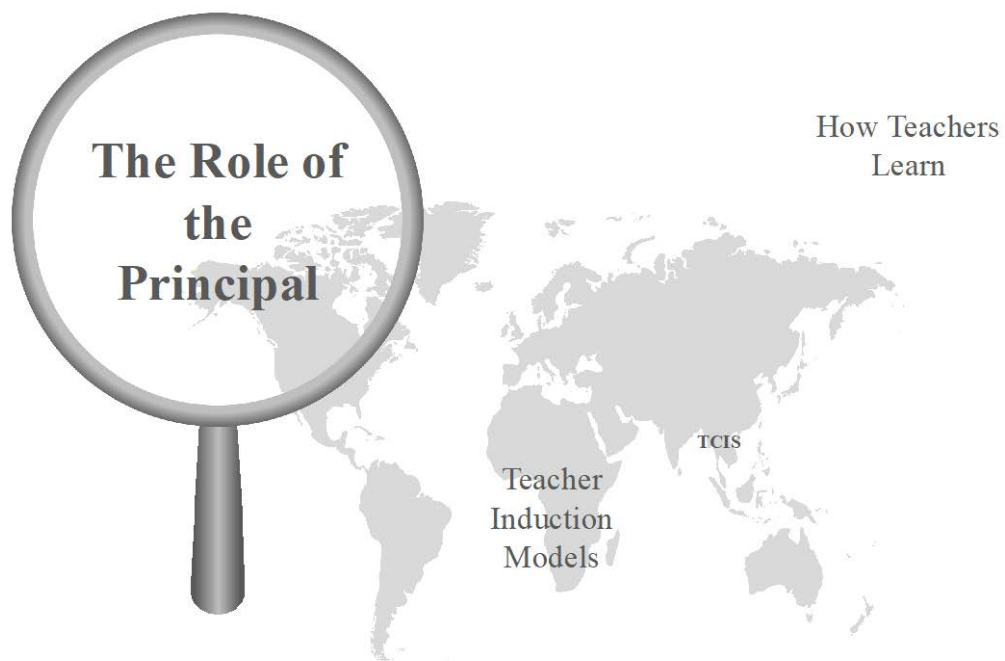 The Role of
the
Principal
How Teachers
Learn
TCIS
Teacher
Induction
Models